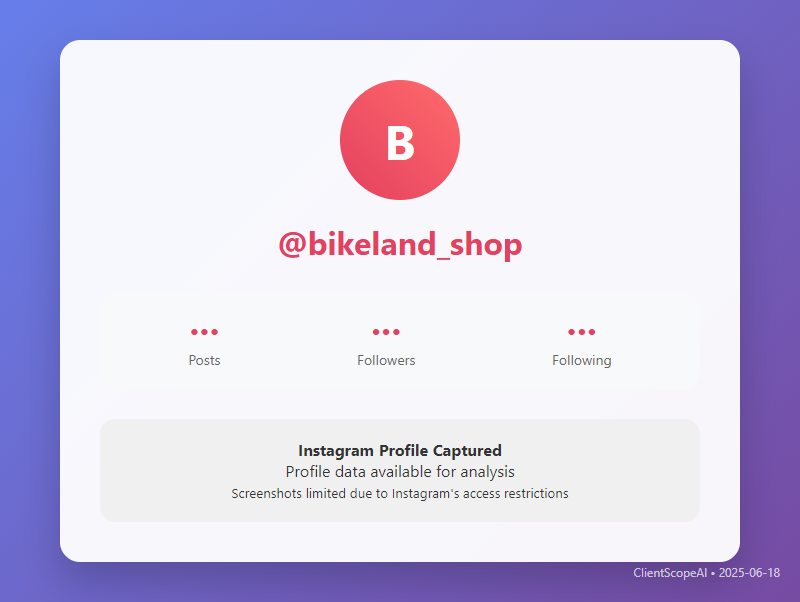 B
@bikeland_shop
••• ••• •••
Posts Followers Following
Instagram Profile Captured
Profile data available for analysis
Screenshots limited due to Instagram's access restrictions
ClientScopeAI • 2025-06-18